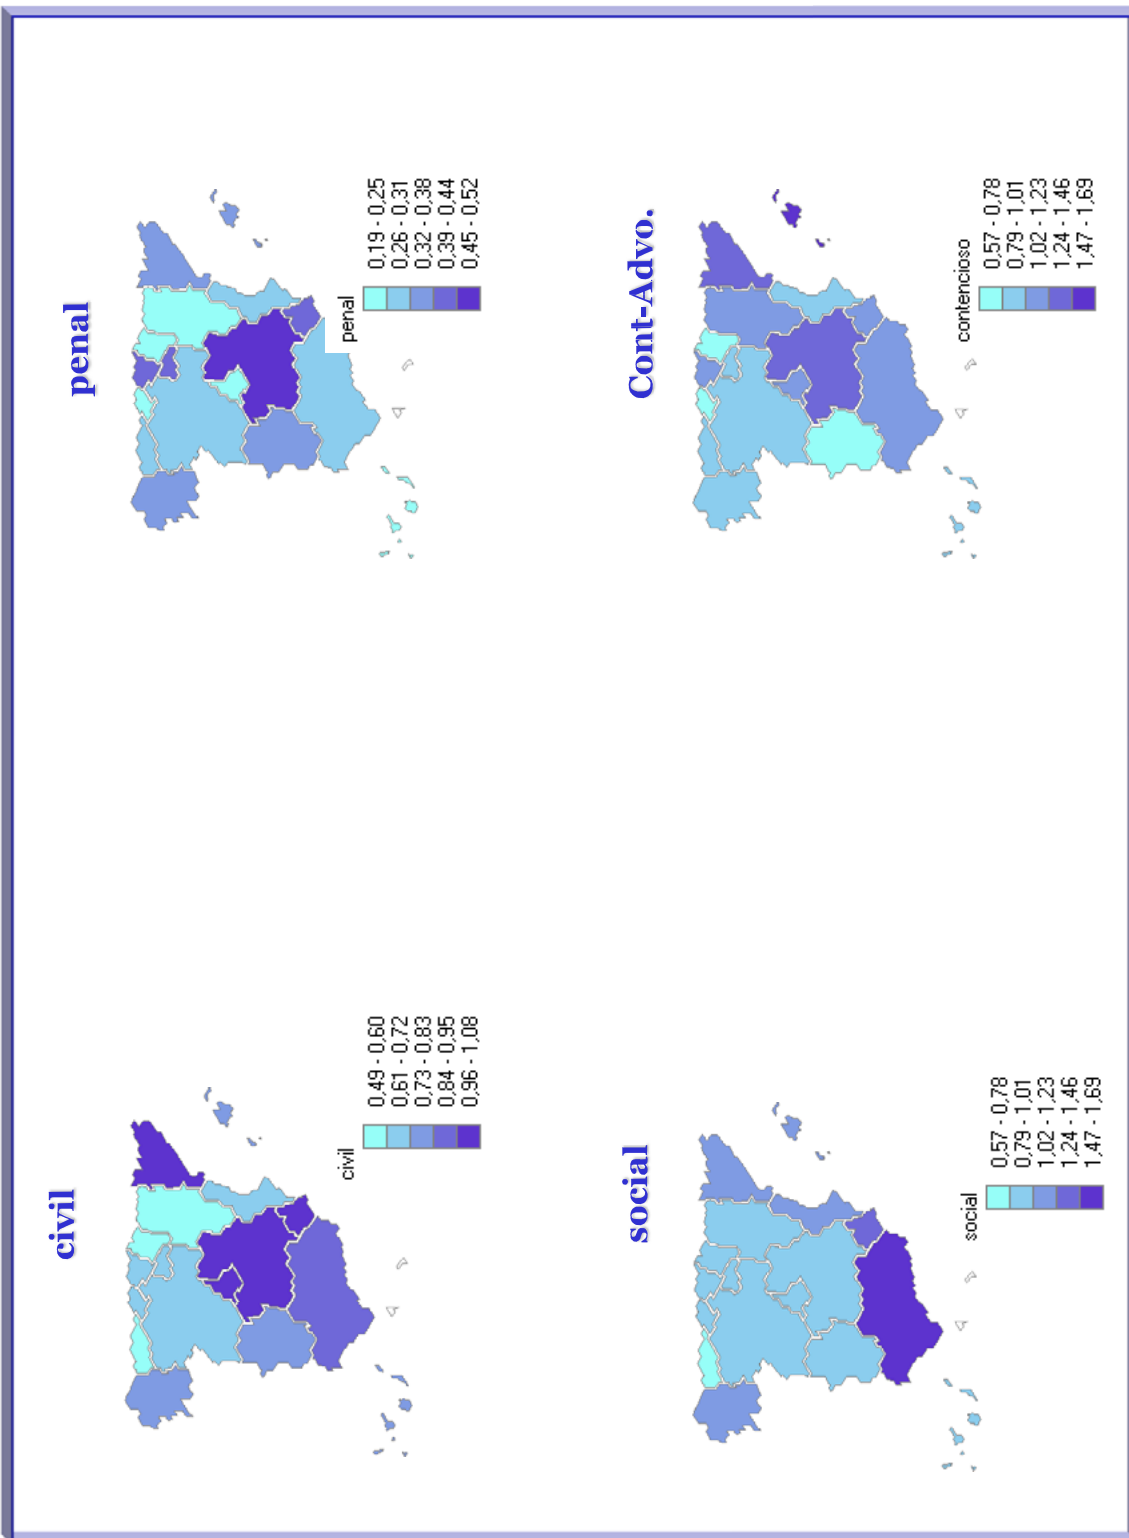 civil
civil
0,49 - 0,60
0,61 - 0,72
0,73 - 0,83
0,84 - 0,95
0,96 - 1,08
penal
penal
0,19 - 0,25
0,26 - 0,31
0,32 - 0,38
0,39 - 0,44
0,45 - 0,52
social
social
0,57 - 0,78
0,79 - 1,01
1,02 - 1,23
1,24 - 1,46
1,47 - 1,69
Cont-Advo.
contencioso
0,57 - 0,78
0,79 - 1,01
1,02 - 1,23
1,24 - 1,46
1,47 - 1,69